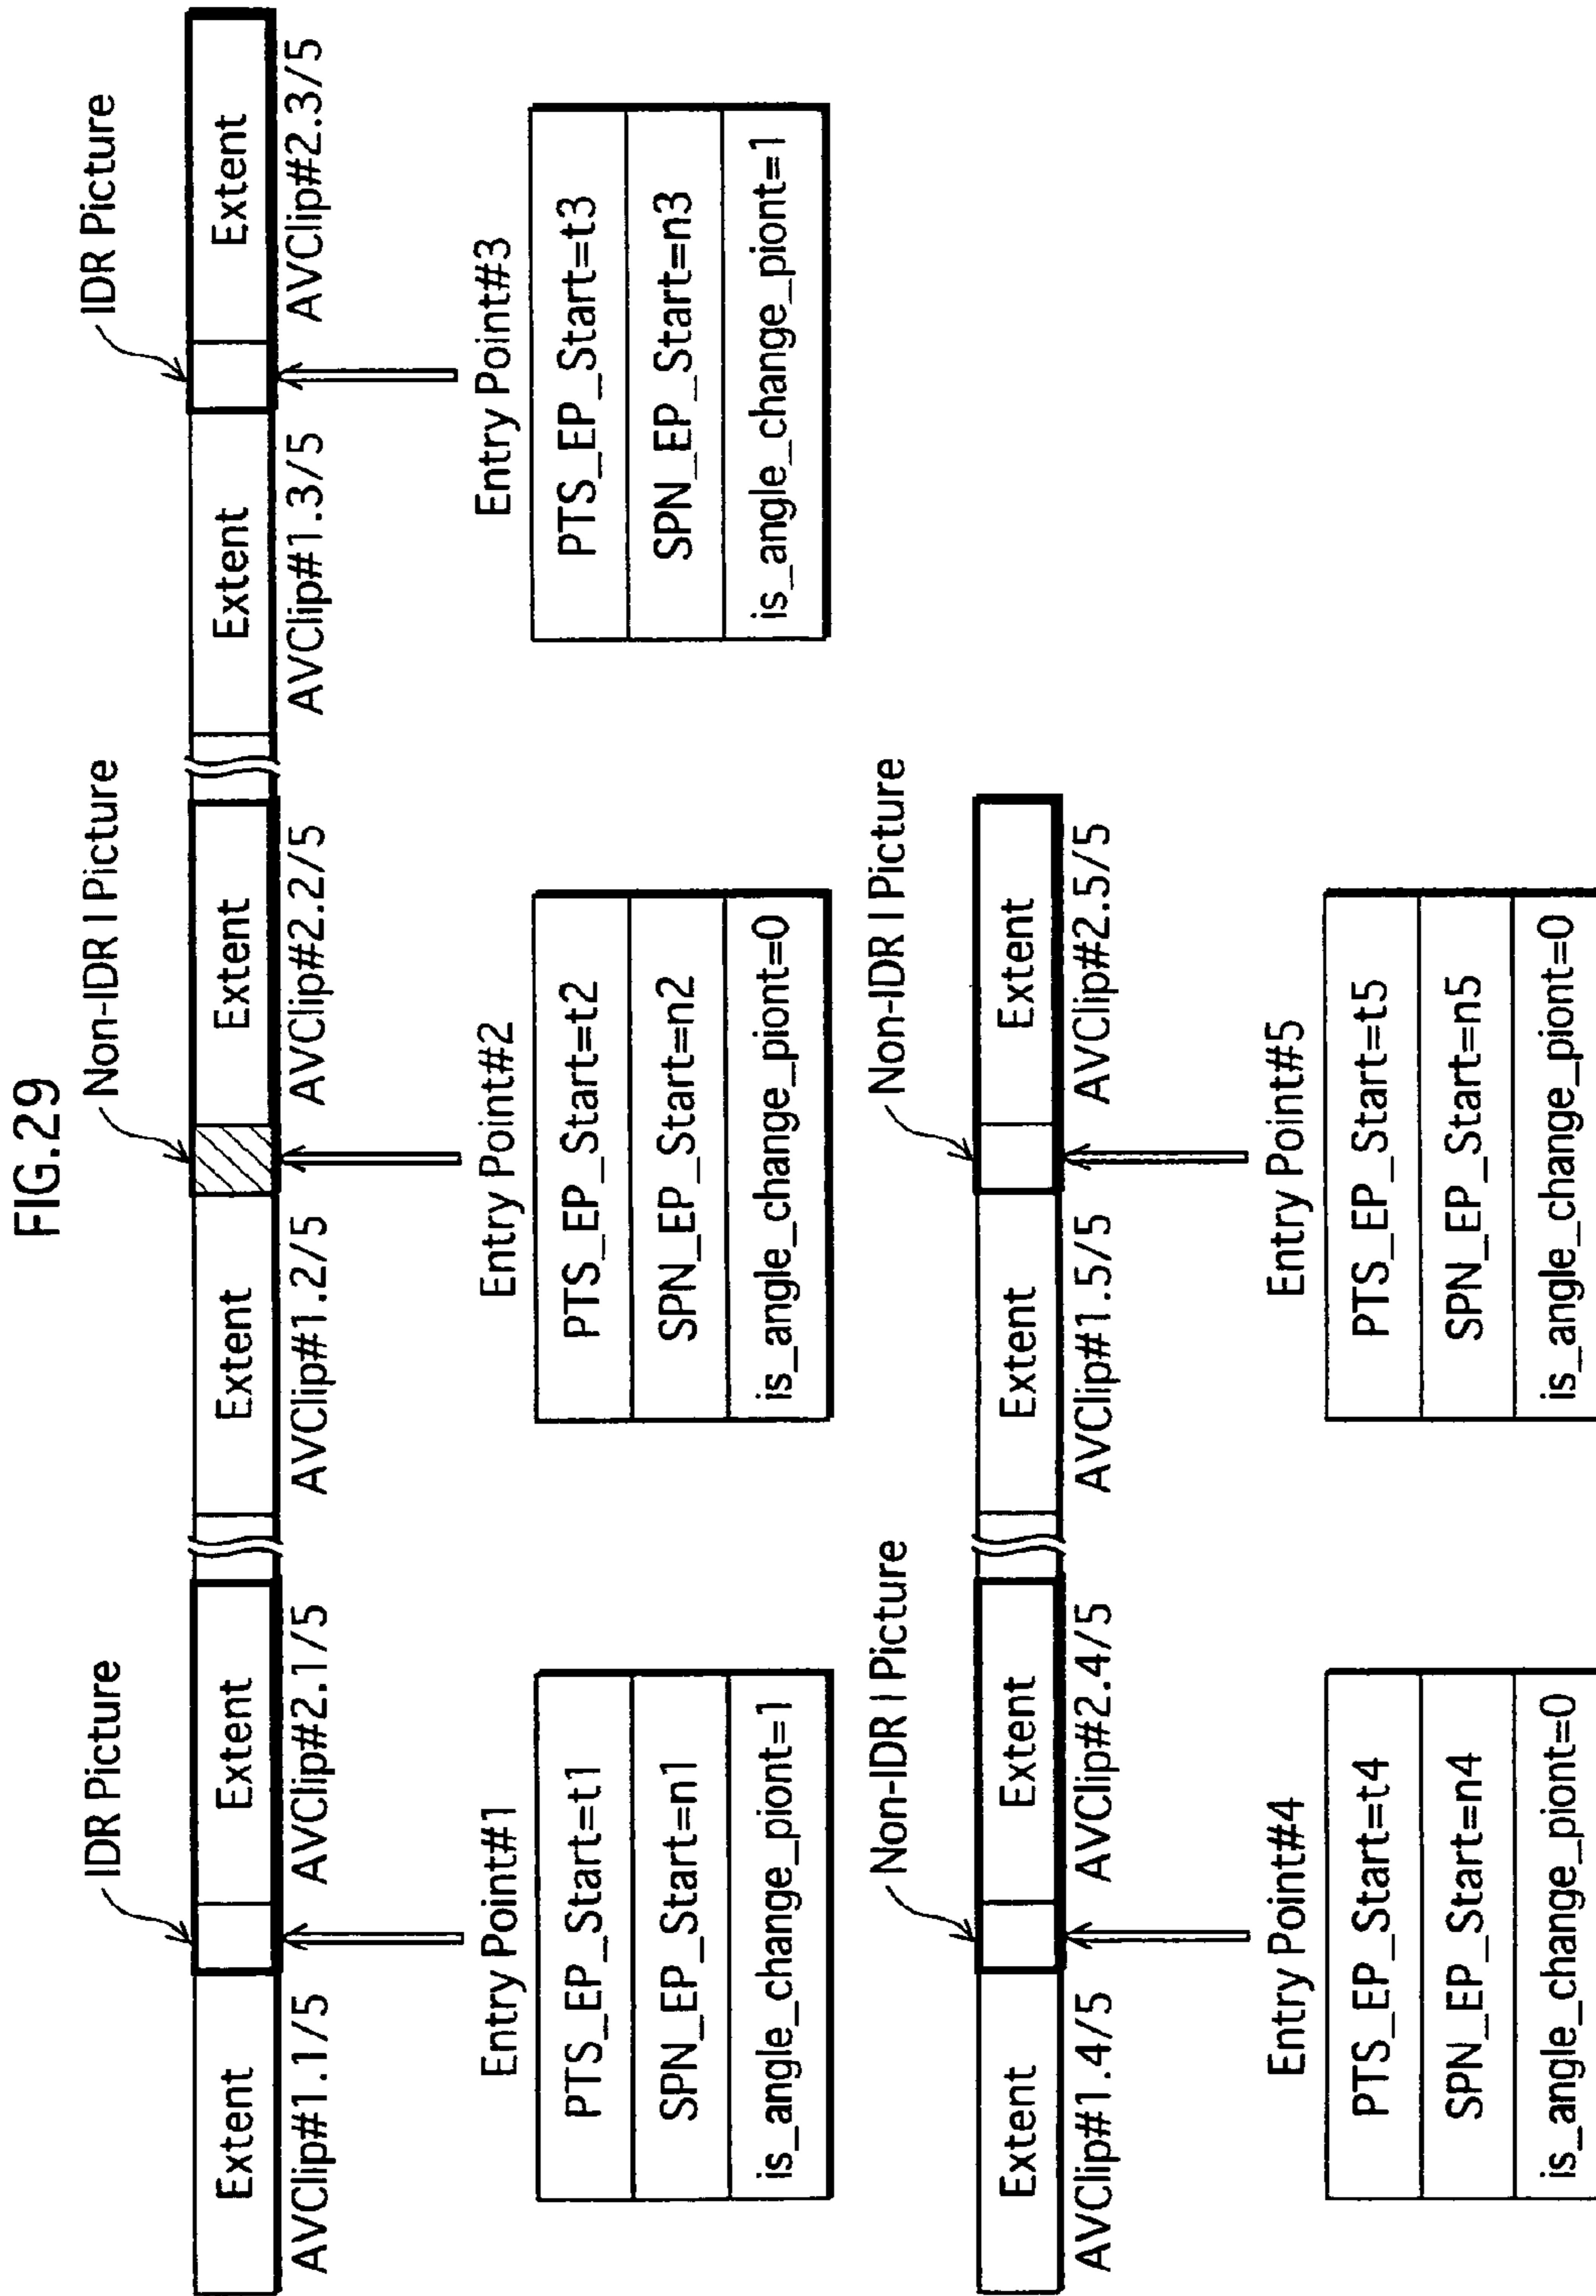 FIG.29
IDR Picture
Non-IDR I Picture
IDR Picture
Extent
Extent
Extent
Extent
Extent
Extent
AVClip#1.1/5
AVClip#2.1/5
AVClip#1.2/5
AVClip#2.2/5
AVClip#1.3/5
AVClip#2.3/5
Entry Point#1
PTS_EP_Start=t1
SPN_EP_Start=n1
is_angle_change_piont=1
Entry Point#2
PTS_EP_Start=t2
SPN_EP_Start=n2
is_angle_change_piont=0
Entry Point#3
PTS_EP_Start=t3
SPN_EP_Start=n3
is_angle_change_piont=1
Non-IDR I Picture
Non-IDR I Picture
Extent
Extent
Extent
Extent
AVClip#1.4/5
AVClip#2.4/5
AVClip#1.5/5
AVClip#2.5/5
Entry Point#4
PTS_EP_Start=t4
SPN_EP_Start=n4
is_angle_change_piont=0
Entry Point#5
PTS_EP_Start=t5
SPN_EP_Start=n5
is_angle_change_piont=0